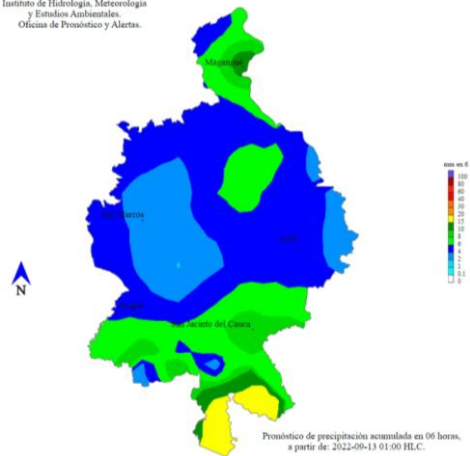 Instituto de Hidrología, Meteorología
y Estudios Ambientales.
Oficina de Pronóstico y Alertas.
Magangué
San Marcos
San Jacinto del Cauca
mm en 6
100
90
80
60
40
30
20
15
10
8
6
4
2
1
0.1
0
N
Pronóstico de precipitación acumulada en 06 horas,
a partir de: 2022-09-13 01:00 HLC.